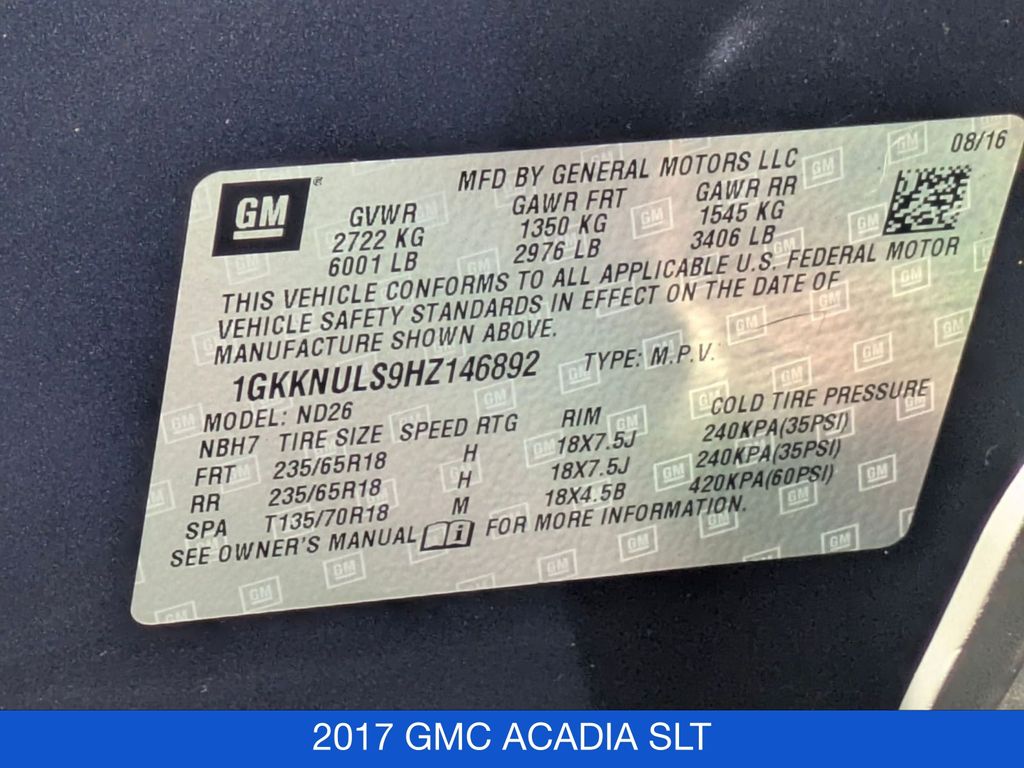 08/16
MFD BY GENERAL MOTORS LLC
GM ®
GVWR GAWR FRT GAWR RR
2722 KG 1350 KG 1545 KG
6001 LB 2976 LB 3406 LB
THIS VEHICLE CONFORMS TO ALL APPLICABLE U.S. FEDERAL MOTOR
VEHICLE SAFETY STANDARDS IN EFFECT ON THE DATE OF
MANUFACTURE SHOWN ABOVE.
1GKKNULS9HZ146892 TYPE: M.P.V.
MODEL: ND26
NBH7 TIRE SIZE SPEED RTG RIM COLD TIRE PRESSURE
FRT 235/65R18 H 18X7.5J 240KPA(35PSI)
RR 235/65R18 H 18X7.5J 240KPA(35PSI)
SPA T135/70R18 M 18X4.5B 420KPA(60PSI)
SEE OWNER'S MANUAL i FOR MORE INFORMATION.
2017 GMC ACADIA SLT